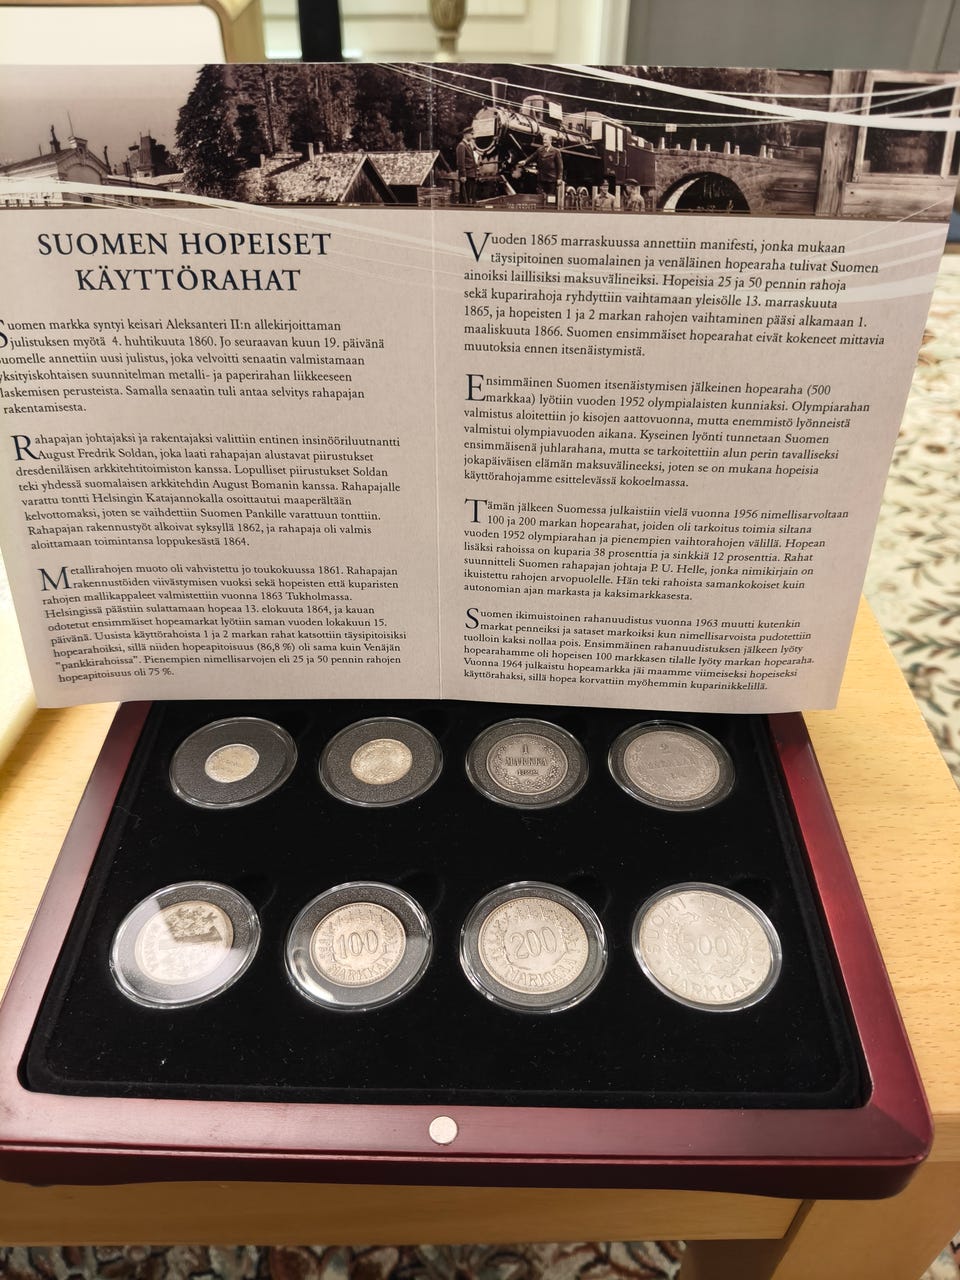 SUOMEN HOPEISET
KÄYTTÖRAHAT
Suomen markka syntyi keisari Aleksanteri II:n allekirjoittaman
julistuksen myötä 4. huhtikuuta 1860. Jo seuraavan kuun 19. päivänä
Suomelle annettiin uusi julistus, joka velvoitti senaatin valmistamaan
yksityiskohtaisen suunnitelman metalli- ja paperirahan liikkeeseen
laskemisen perusteista. Samalla senaatin tuli antaa selvitys rahapajan
rakentamisesta.
Rahapajan johtajaksi ja rakentajaksi valittiin entinen insinööriluutnantti
August Fredrik Soldan, joka laati rahapajan alustavat piirustukset
dresdeniläisen arkkitehtitoimiston kanssa. Lopulliset piirustukset Soldan
teki yhdessä suomalaisen arkkitehdin August Bomanin kanssa. Rahapajalle
varattu tontti Helsingin Katajannokalla osoittautui maaperältään
kelvottomaksi, joten se vaihdettiin Suomen Pankille varattuun tonttiin.
Rahapajan rakennustyöt alkoivat syksyllä 1862, ja rahapaja oli valmis
aloittamaan toimintansa loppukesästä 1864.
Metallirahojen muoto oli vahvistettu jo toukokuussa 1861. Rahapajan
rakennustöiden viivästymisen vuoksi sekä hopeisten että kuparisten
rahojen mallikappaleet valmistettiin vuonna 1863 Tukholmassa.
Helsingissä päästiin sulattamaan hopeaa 13. elokuuta 1864, ja kauan
odotetut ensimmäiset hopeamarkat lyötiin saman vuoden lokakuun 15.
päivänä. Uusista käyttörahoista 1 ja 2 markan rahat katsottiin täysipitoisiksi
hopearahoiksi, sillä niiden hopeapitoisuus (86,8 %) oli sama kuin Venäjän
"pankkirahoissa". Pienempien nimellisarvojen eli 25 ja 50 pennin rahojen
hopeapitoisuus oli 75 %.
Vuoden 1865 marraskuussa annettiin manifesti, jonka mukaan
täysipitoinen suomalainen ja venäläinen hopearaha tulivat Suomen
ainoiksi laillisiksi maksuvälineiksi. Hopeisia 25 ja 50 pennin rahoja
sekä kuparirahoja ryhdyttiin vaihtamaan yleisölle 13. marraskuuta
1865, ja hopeisten 1 ja 2 markan rahojen vaihtaminen pääsi alkamaan 1.
maaliskuuta 1866. Suomen ensimmäiset hopearahat eivät kokeneet mittavia
muutoksia ennen itsenäistymistä.
Ensimmäinen Suomen itsenäistymisen jälkeinen hopearaha (500
markkaa) lyötiin vuoden 1952 olympialaisten kunniaksi. Olympiarahan
valmistus aloitettiin jo kisojen aattovuonna, mutta enemmistö lyönneistä
valmistui olympiavuoden aikana. Kyseinen lyönti tunnetaan Suomen
ensimmäisenä juhlarahana, mutta se tarkoitettiin alun perin tavalliseksi
jokapäiväisen elämän maksuvälineeksi, joten se on mukana hopeisia
käyttörahojamme esittelevässä kokoelmassa.
Tämän jälkeen Suomessa julkaistiin vielä vuonna 1956 nimellisarvoltaan
100 ja 200 markan hopearahat, joiden oli tarkoitus toimia siltana
vuoden 1952 olympiarahan ja pienempien vaihtorahojen välillä. Hopean
lisäksi rahoissa on kuparia 38 prosenttia ja sinkkiä 12 prosenttia. Rahat
suunnitteli Suomen rahapajan johtaja P. U. Helle, jonka nimikirjain on
ikuistettu rahojen arvopuolelle. Hän teki rahoista samankokoiset kuin
autonomian ajan markasta ja kaksimarkkasesta.
Suomen ikimuistoinen rahanuudistus vuonna 1963 muutti kuutenkin
markat penneiksi ja sataset markoiksi kun nimellisarvoista pudotettiin
tuolloin kaksi nollaa pois. Ensimmäinen rahanuudistuksen jälkeen lyöty
hopearahamme oli hopeisen 100 markkasen tilalle lyöty markan hopearaha.
Vuonna 1964 julkaistu hopeamarkka jäi maamme viimeiseksi hopeiseksi
käyttörahaksi, sillä hopea korvattiin myöhemmin kuparinikkelillä.
1
MARKKA
2
100
MARKKAA
200
MARKKAA
SUOMI FINLAND
500
MARKKAA